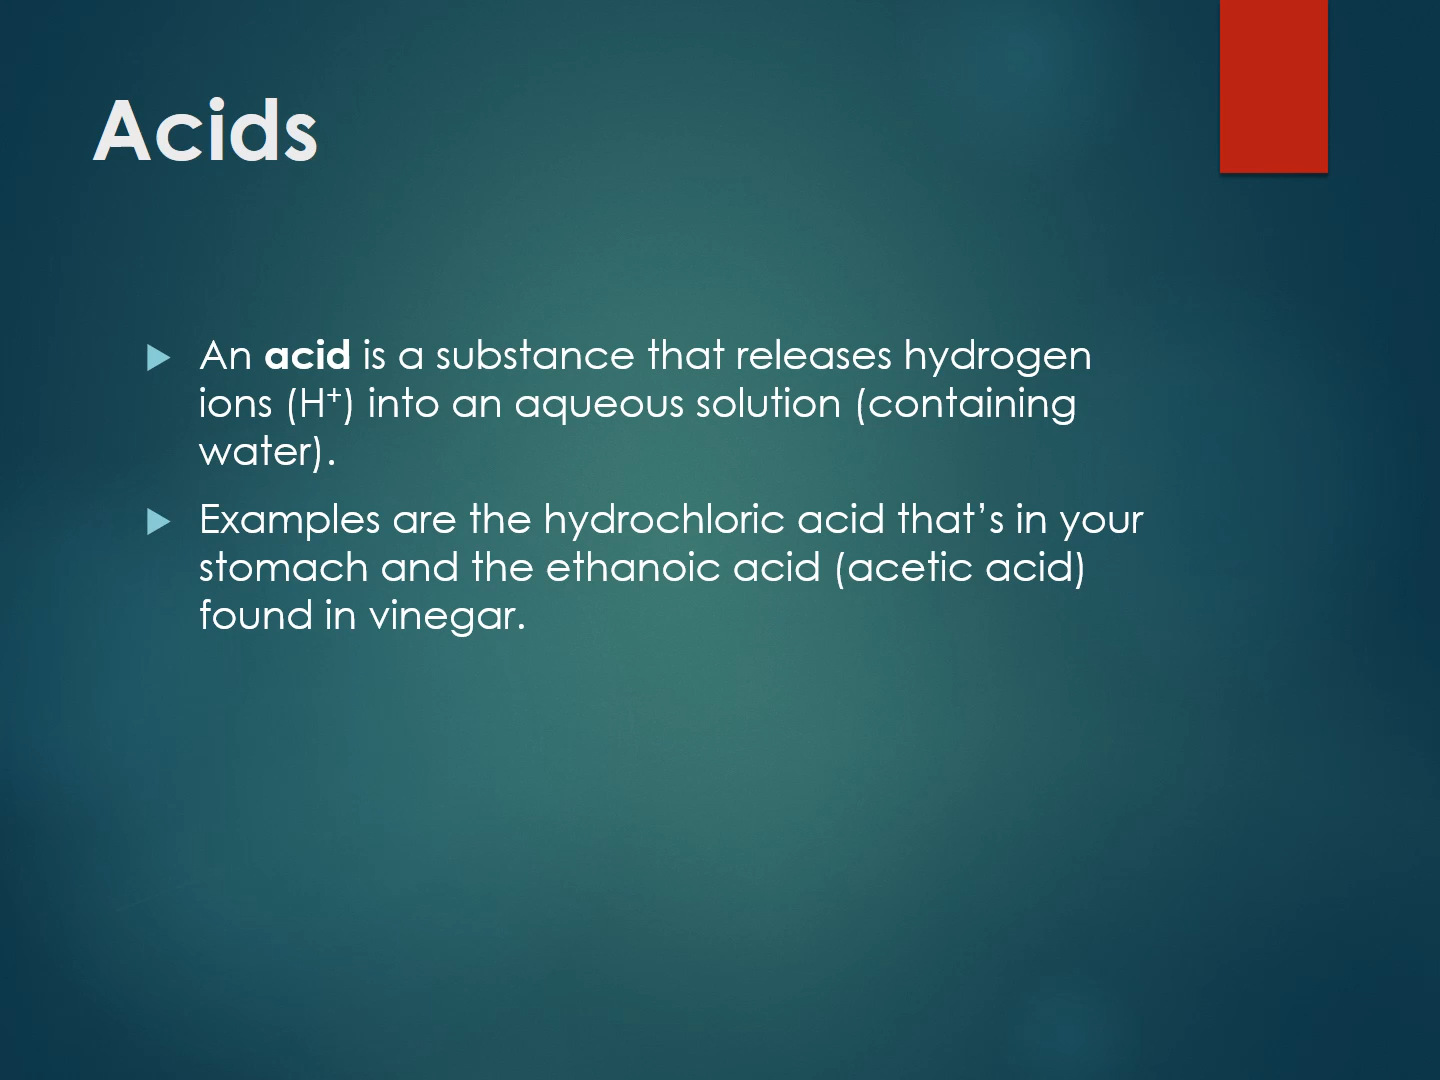 Acids
An acid is a substance that releases hydrogen
ions (H⁺) into an aqueous solution (containing
water).
Examples are the hydrochloric acid that’s in your
stomach and the ethanoic acid (acetic acid)
found in vinegar.